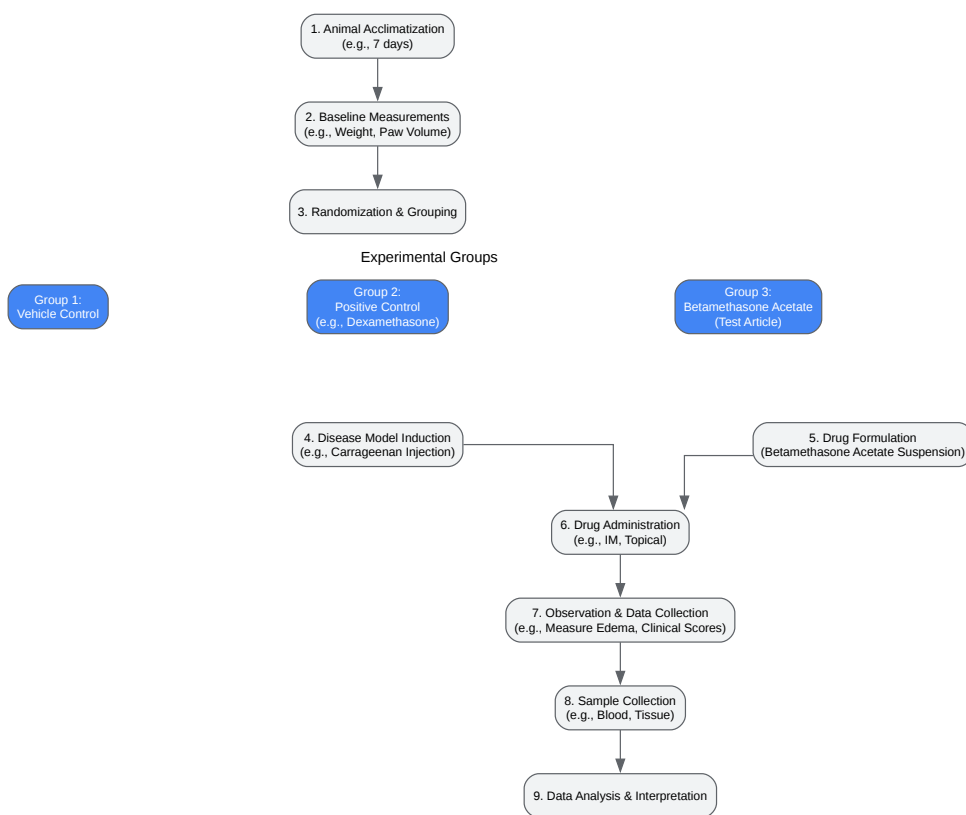 1. Animal Acclimatization
(e.g., 7 days)
2. Baseline Measurements
(e.g., Weight, Paw Volume)
3. Randomization & Grouping
Experimental Groups
Group 1:
Vehicle Control
Group 2:
Positive Control
(e.g., Dexamethasone)
Group 3:
Betamethasone Acetate
(Test Article)
4. Disease Model Induction
(e.g., Carrageenan Injection)
5. Drug Formulation
(Betamethasone Acetate Suspension)
6. Drug Administration
(e.g., IM, Topical)
7. Observation & Data Collection
(e.g., Measure Edema, Clinical Scores)
8. Sample Collection
(e.g., Blood, Tissue)
9. Data Analysis & Interpretation